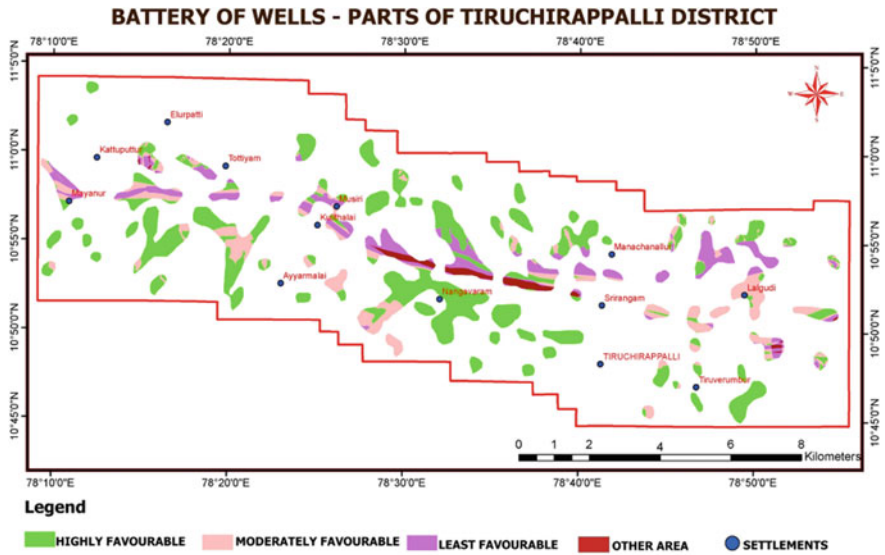 BATTERY OF WELLS - PARTS OF TIRUCHIRAPPALLI DISTRICT
78°10'0"E 78°20'0"E 78°30'0"E 78°40'0"E 78°50'0"E
11°5'0"N 11°5'0"N
N
W E
S
Elurpatti
11°0'0"N 11°0'0"N
Kattuputtur
Tottiyam
Mayanur
Musiri
Kulithalai
10°55'0"N 10°55'0"N
Manachanallur
Ayyarmalai
Nangavaram
Lalgudi
Srirangam
10°50'0"N 10°50'0"N
TIRUCHIRAPPALLI
Tiruverumbur
10°45'0"N 10°45'0"N
0 1 2 4 6 8
Kilometers
78°10'0"E 78°20'0"E 78°30'0"E 78°40'0"E 78°50'0"E
Legend
HIGHLY FAVOURABLE MODERATELY FAVOURABLE LEAST FAVOURABLE OTHER AREA SETTLEMENTS